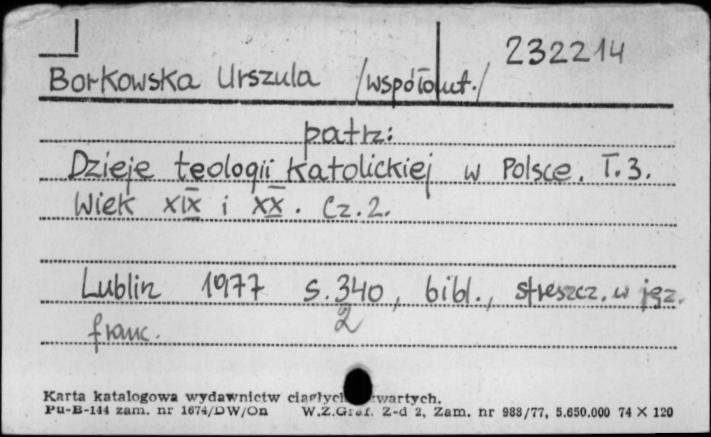 232214
Borkowska Urszula /współaut./
patrz:
Dzieje teologii katolickiej w Polsce. T.3.
Wiek XIX i XX. Cz.2.
Lublin 1977 s.340, bibl., streszcz. w jęz.
franc. 2
Karta katalogowa wydawnictw ciągłych zwartych.
Pu-B-144 zam. nr 1674/DW/On W.Z.Graf. Z-d 2, Zam. nr 988/77, 5.650.000 74 X 120